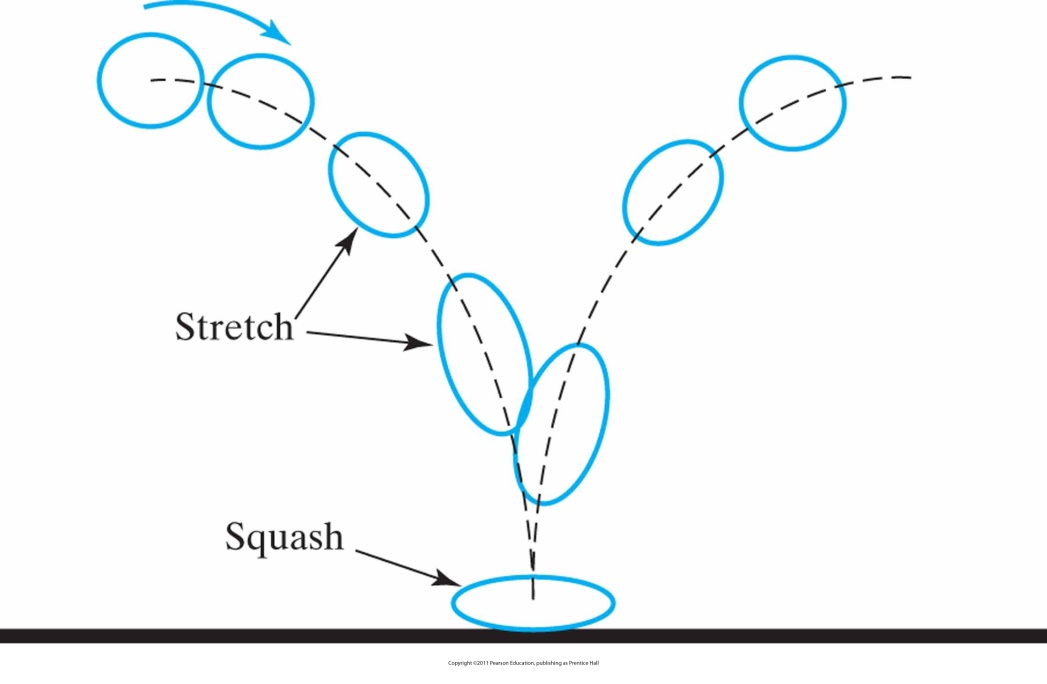 Stretch
Squash
Copyright ©2011 Pearson Education, publishing as Prentice Hall